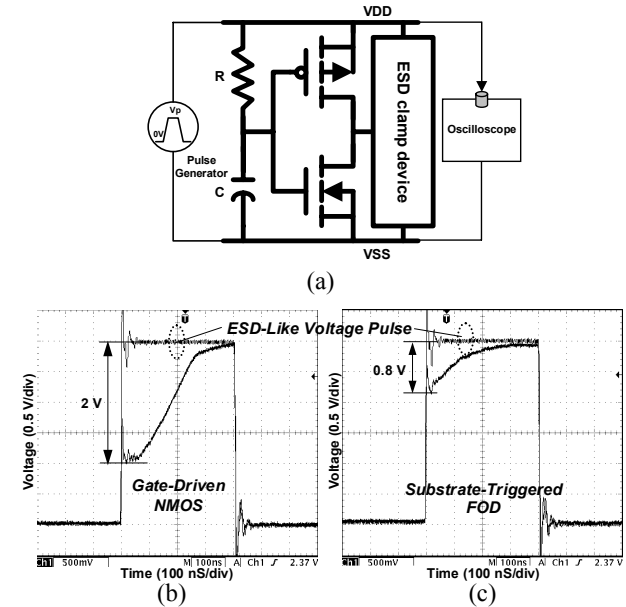 VDD
R
Vp
0V
Pulse
Generator
C
ESD clamp device
Oscilloscope
VSS
(a)
ESD-Like Voltage Pulse
2 V
0.8 V
Voltage (0.5 V/div)
Gate-Driven
NMOS
Voltage (0.5 V/div)
Substrate-Triggered
FOD
Ch1 500mV M 100ns A Ch1 2.37 V
Time (100 nS/div)
(b)
Ch1 500mV M 100ns A Ch1 2.37 V
Time (100 nS/div)
(c)